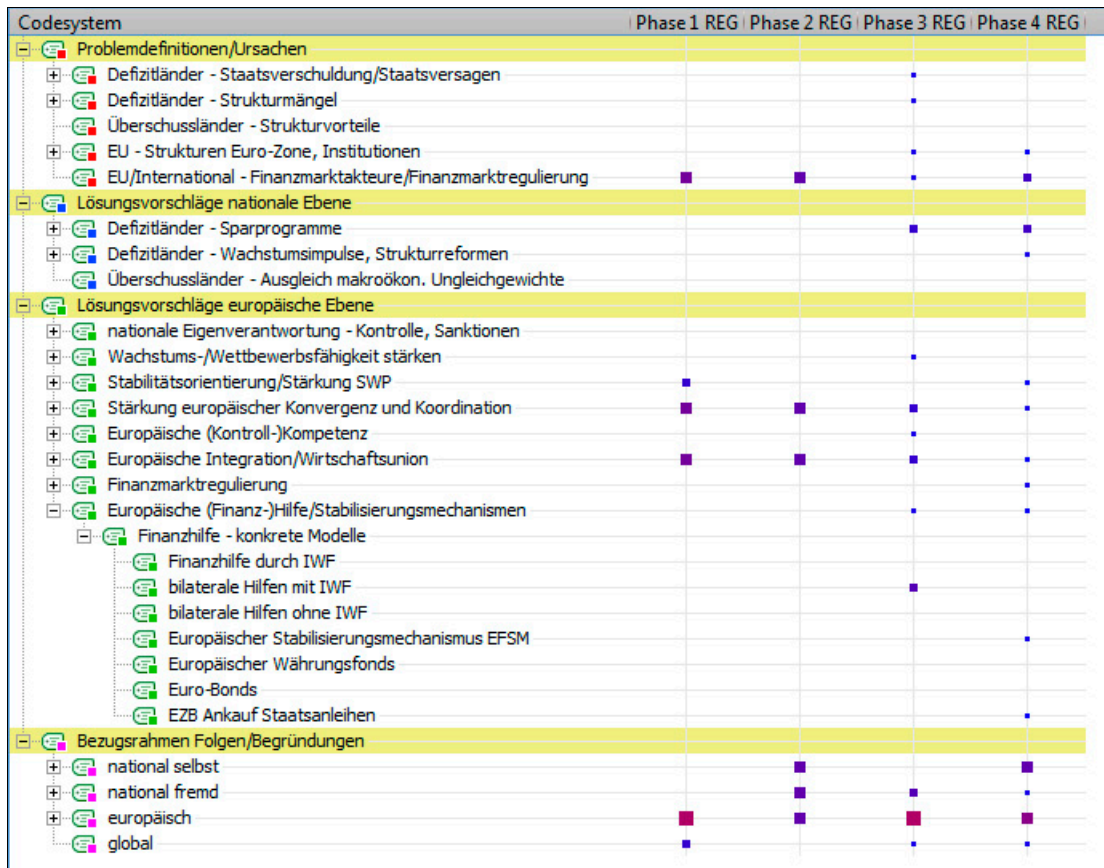 Codesystem Phase 1 REG Phase 2 REG Phase 3 REG Phase 4 REG
Problemdefinitionen/Ursachen
Defizitländer - Staatsverschuldung/Staatsversagen
Defizitländer - Strukturmängel
Überschussländer - Strukturvorteile
EU - Strukturen Euro-Zone, Institutionen
EU/International - Finanzmarktakteure/Finanzmarktregulierung
Lösungsvorschläge nationale Ebene
Defizitländer - Sparprogramme
Defizitländer - Wachstumsimpulse, Strukturreformen
Überschussländer - Ausgleich makroökon. Ungleichgewichte
Lösungsvorschläge europäische Ebene
nationale Eigenverantwortung - Kontrolle, Sanktionen
Wachstums-/Wettbewerbsfähigkeit stärken
Stabilitätsorientierung/Stärkung SWP
Stärkung europäischer Konvergenz und Koordination
Europäische (Kontroll-)Kompetenz
Europäische Integration/Wirtschaftsunion
Finanzmarktregulierung
Europäische (Finanz-)Hilfe/Stabilisierungsmechanismen
Finanzhilfe - konkrete Modelle
Finanzhilfe durch IWF
bilaterale Hilfen mit IWF
bilaterale Hilfen ohne IWF
Europäischer Stabilisierungsmechanismus EFSM
Europäischer Währungsfonds
Euro-Bonds
EZB Ankauf Staatsanleihen
Bezugsrahmen Folgen/Begründungen
national selbst
national fremd
europäisch
global